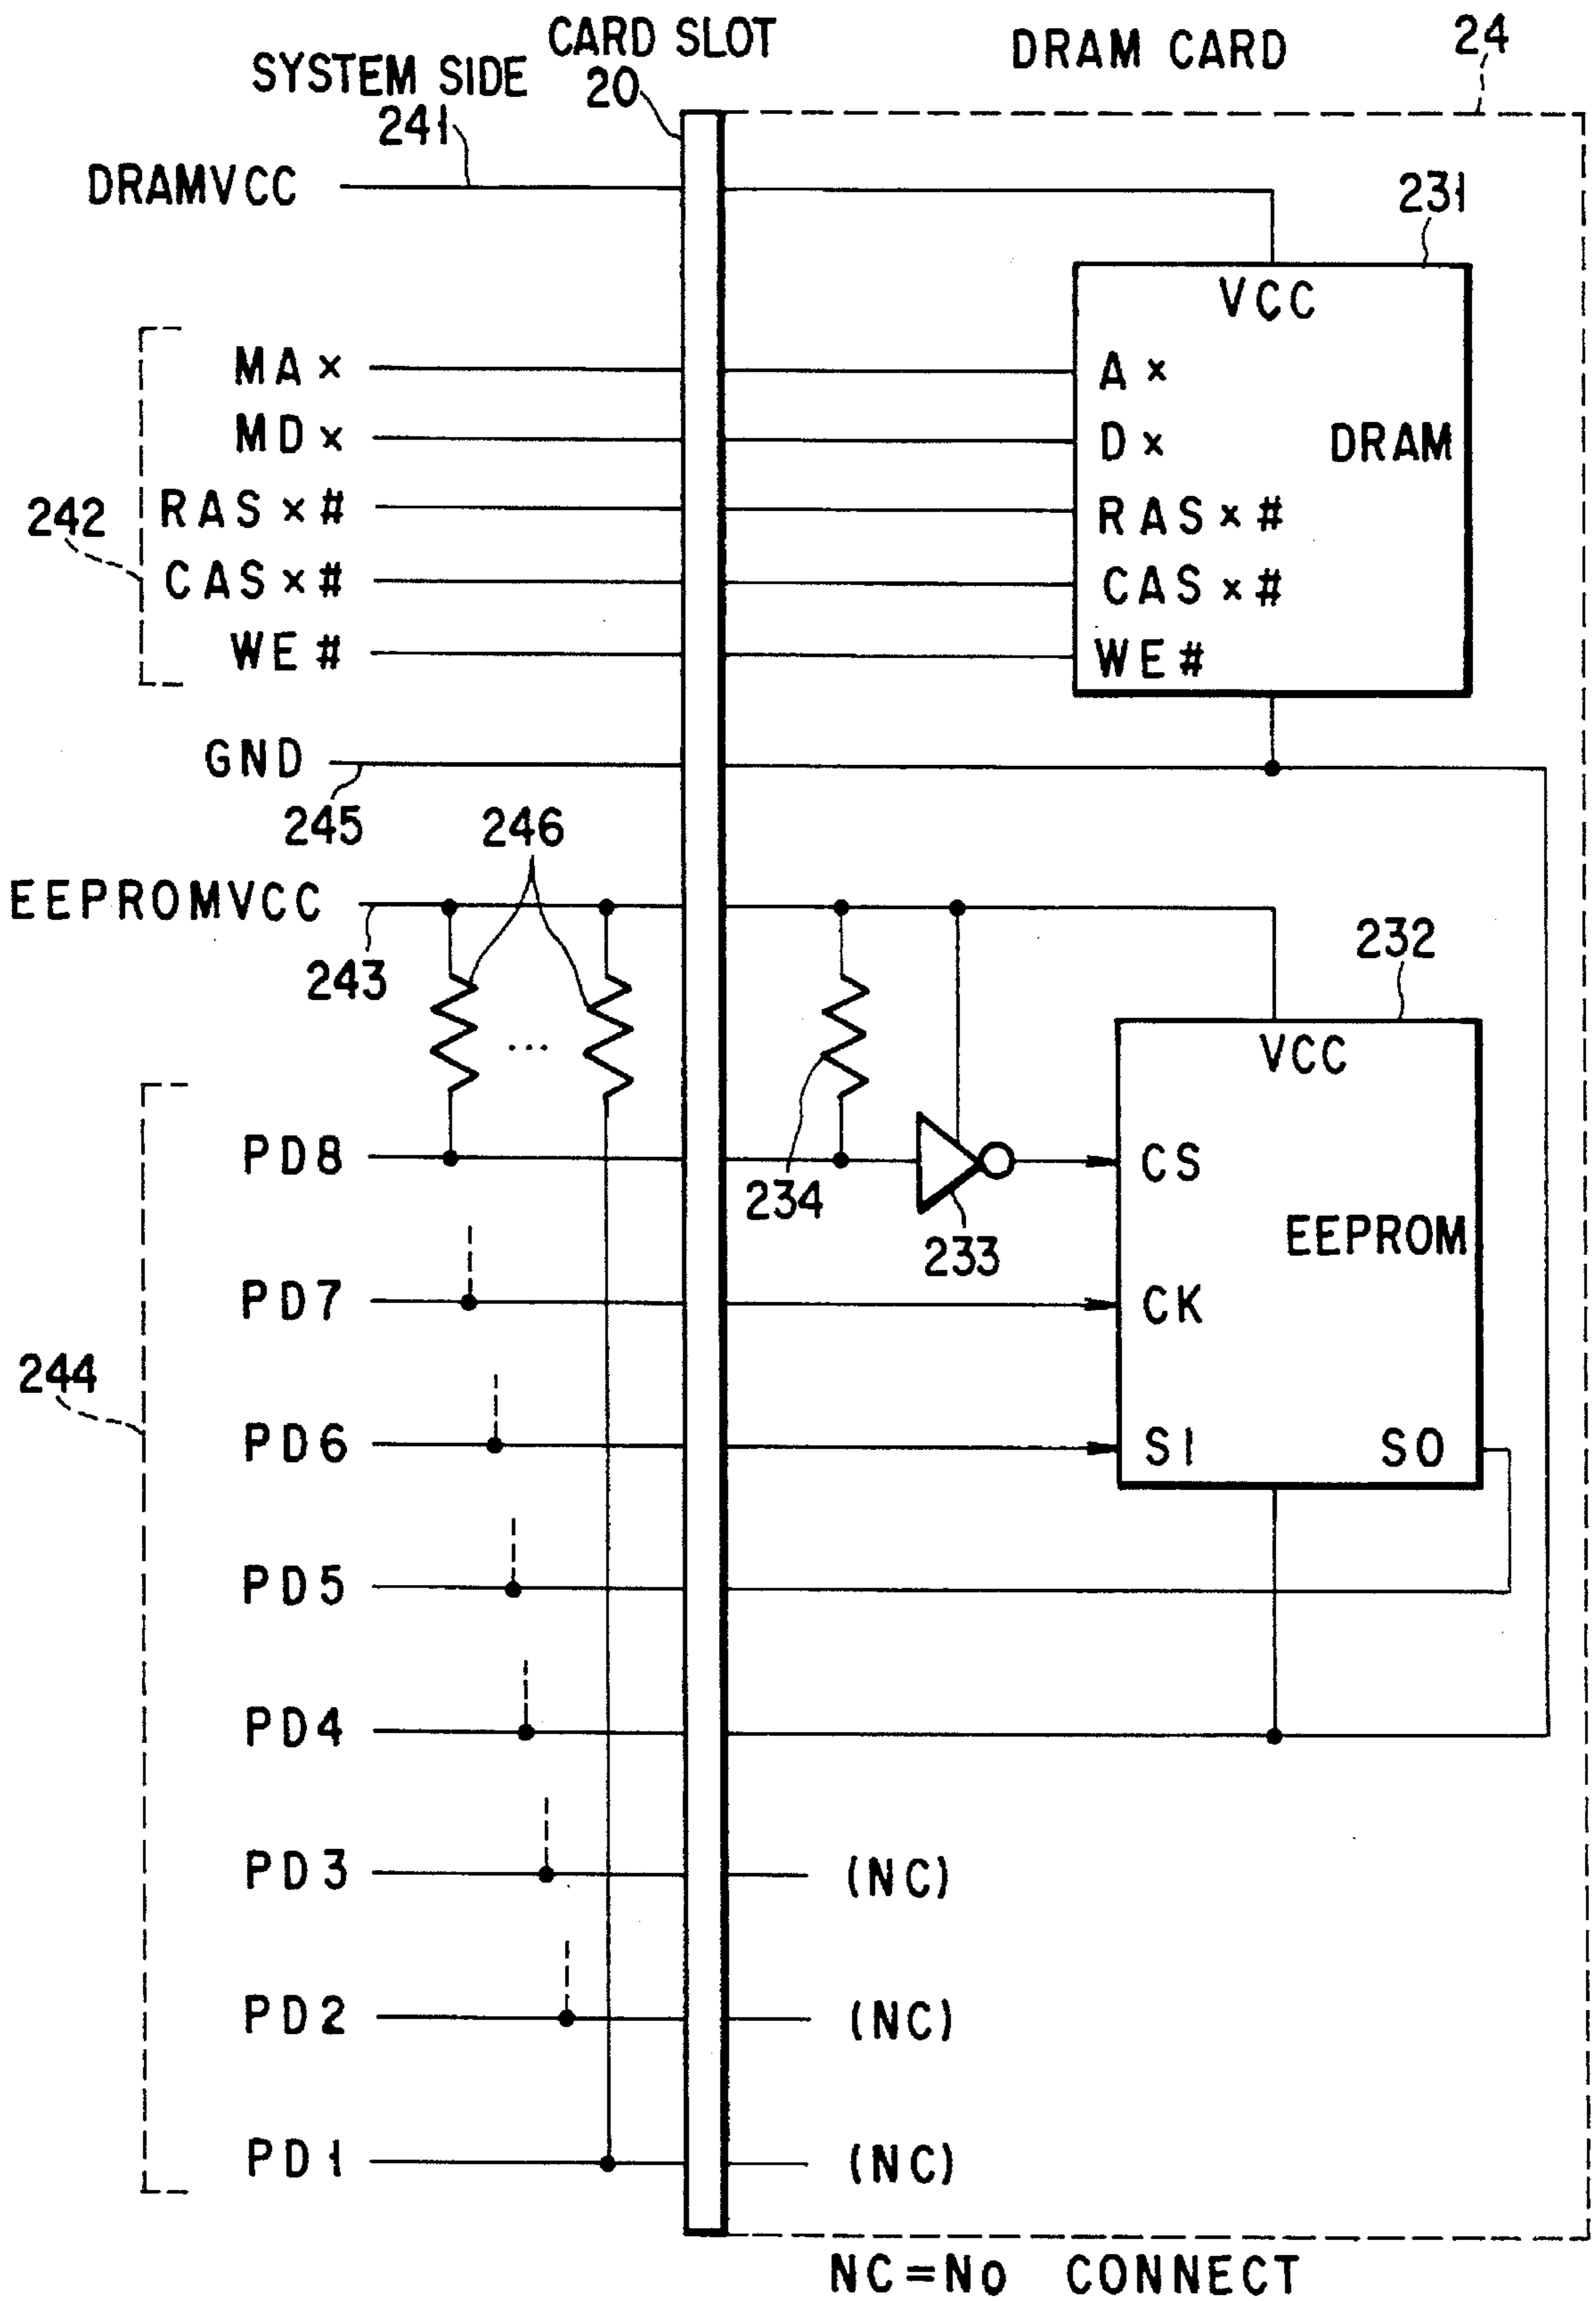 CARD SLOT
20
DRAM CARD
24
SYSTEM SIDE
241
DRAMVCC
231
VCC
MA×
A×
MD×
D×
DRAM
242
RAS×#
RAS×#
CAS×#
CAS×#
WE#
WE#
GND
245
246
EEPROMVCC
243
232
VCC
...
PD8
234
233
CS
EEPROM
PD7
CK
244
PD6
SI
SO
PD5
PD4
PD3
(NC)
PD2
(NC)
PD1
(NC)
NC=No CONNECT